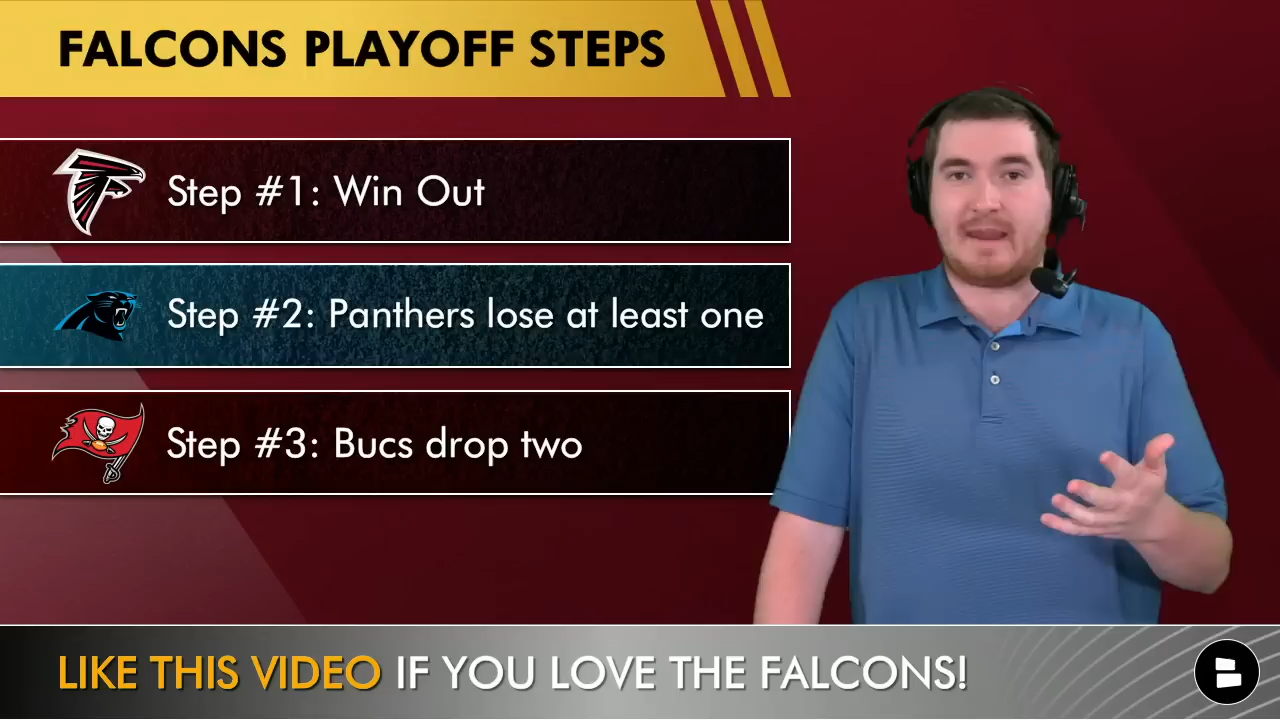 FALCONS PLAYOFF STEPS
Step #1: Win Out
Step #2: Panthers lose at least one
Step #3: Bucs drop two
LIKE THIS VIDEO IF YOU LOVE THE FALCONS!